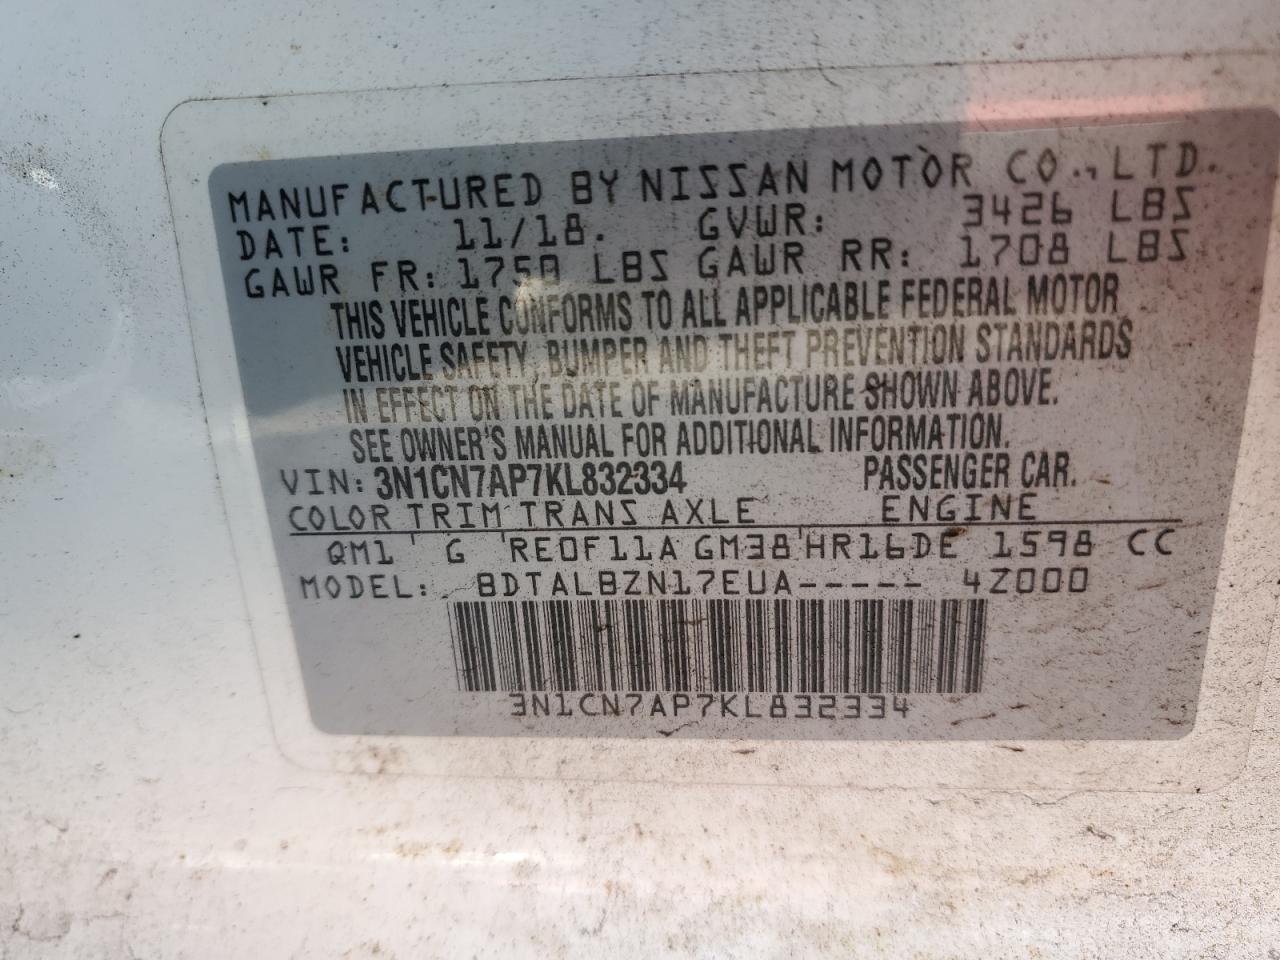 MANUFACTURED BY NISSAN MOTOR CO., LTD.
DATE: 11/18. GVWR: 3426 LBS
GAWR FR: 1750 LBS GAWR RR: 1708 LBS
THIS VEHICLE CONFORMS TO ALL APPLICABLE FEDERAL MOTOR
VEHICLE SAFETY, BUMPER AND THEFT PREVENTION STANDARDS
IN EFFECT ON THE DATE OF MANUFACTURE SHOWN ABOVE.
SEE OWNER'S MANUAL FOR ADDITIONAL INFORMATION.
VIN: 3N1CN7AP7KL832334 PASSENGER CAR.
COLOR TRIM TRANS AXLE ENGINE
QM1 G RE0F11A GM38 HR16DE 1598 CC
MODEL: BDTALBZN17EUA----- 4Z000
3N1CN7AP7KL832334